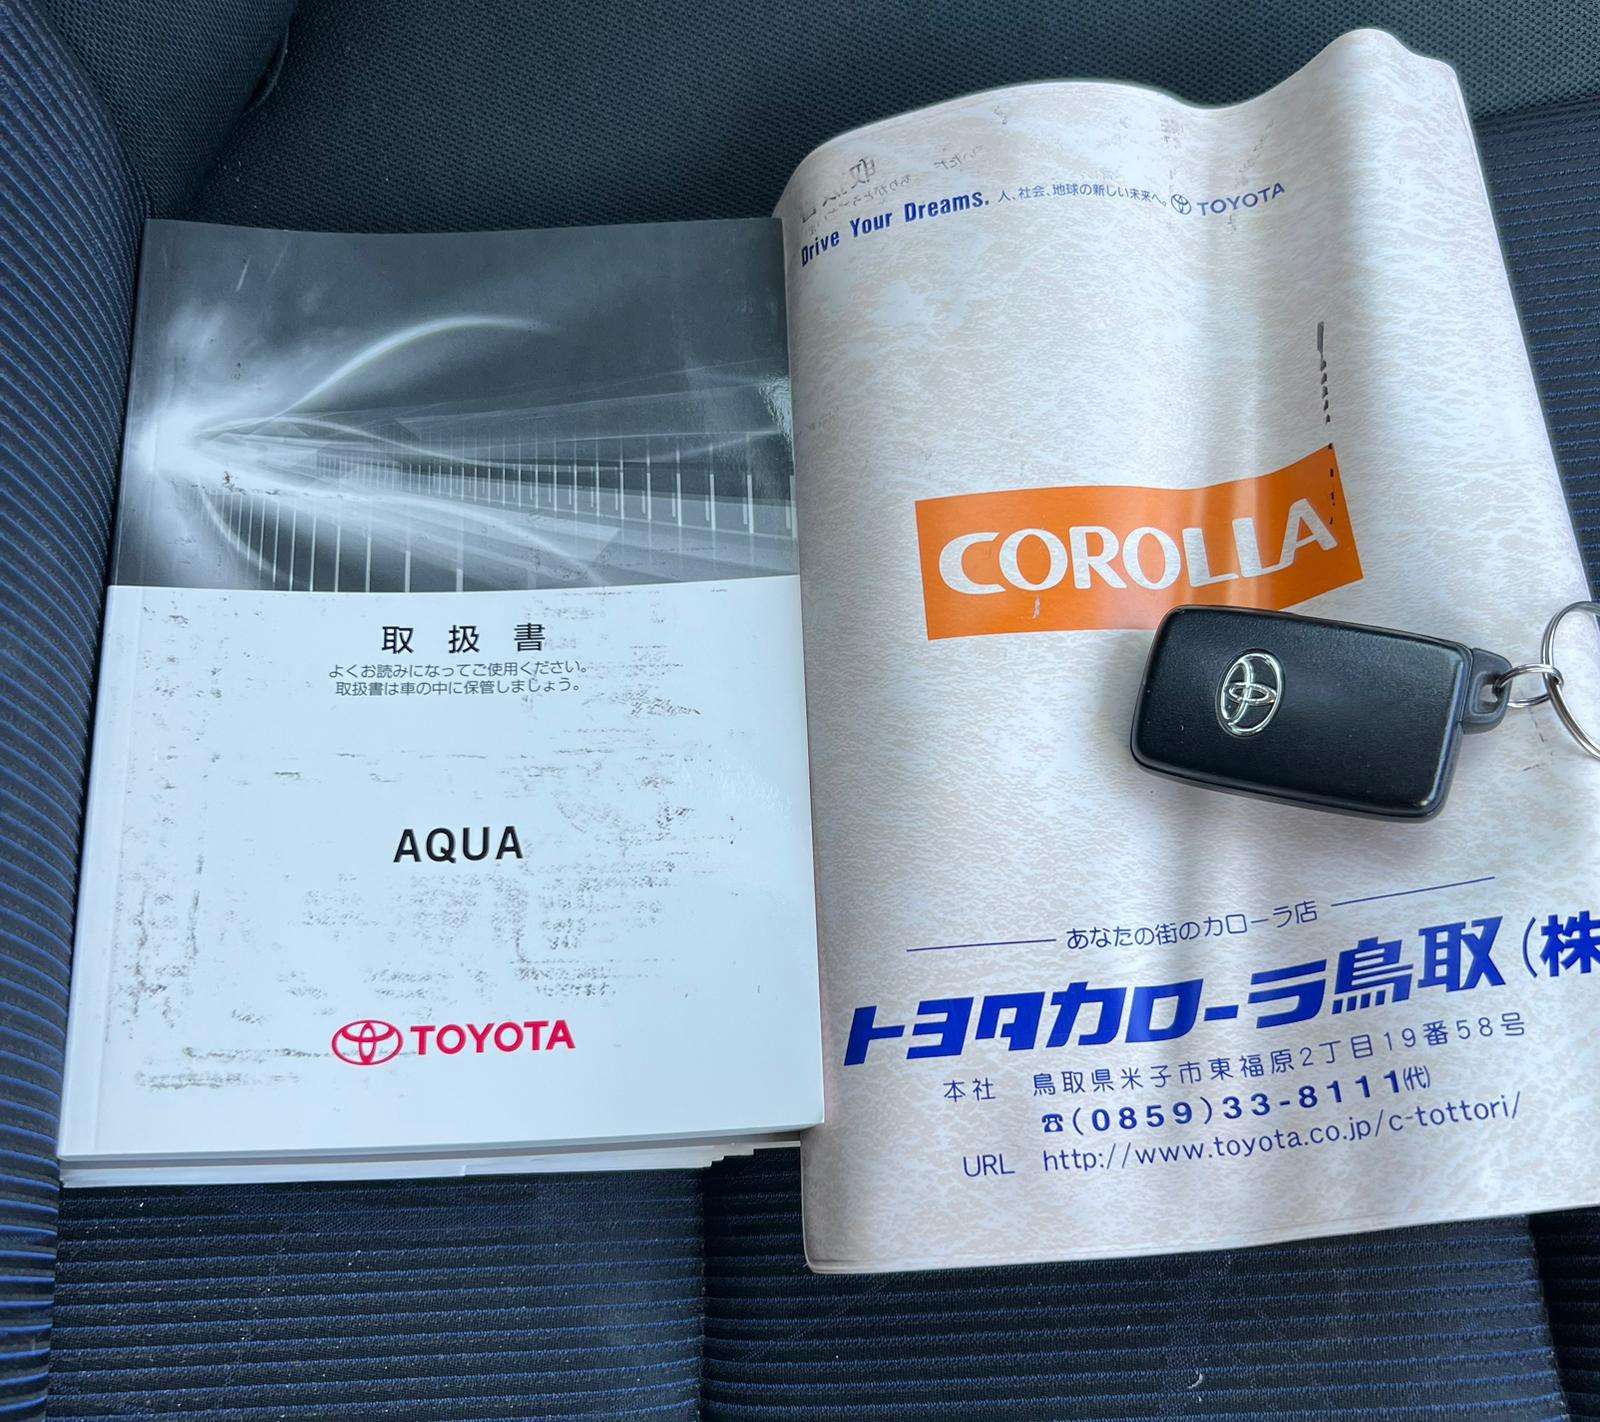 取扱書
よくお読みになってご使用ください。
取扱書は車の中に保管しましょう。
AQUA
TOYOTA
Drive Your Dreams. 人、社会、地球の新しい未来へ。 TOYOTA
COROLLA
あなたの街のカローラ店
トヨタカローラ鳥取(株
本社 鳥取県米子市東福原2丁目19番58号
☎(0859)33-8111㈹
URL http://www.toyota.co.jp/c-tottori/